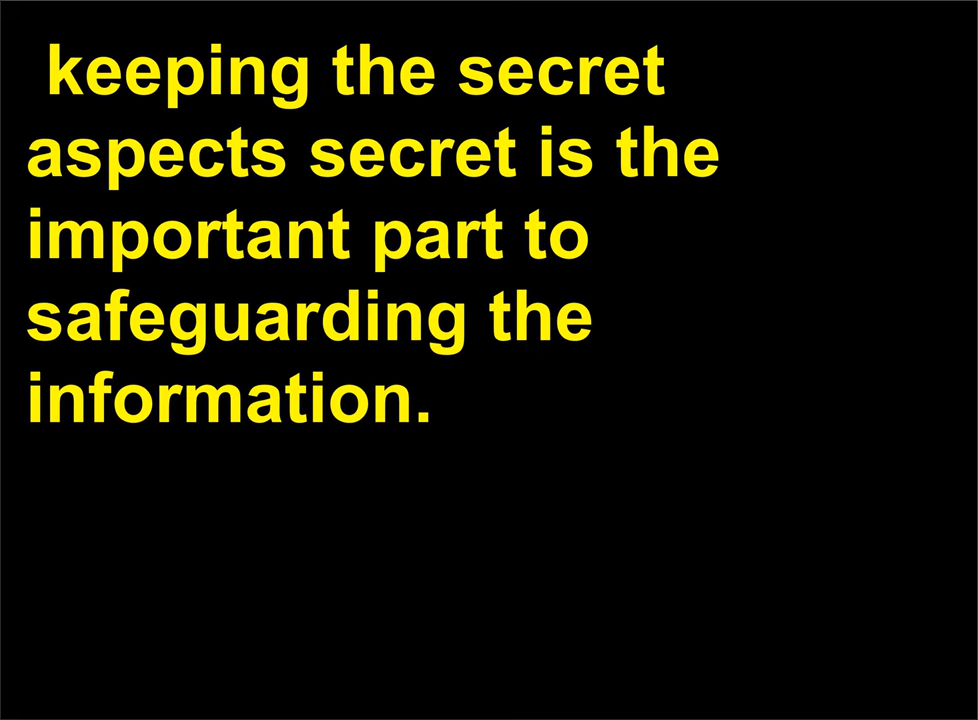 keeping the secret
aspects secret is the
important part to
safeguarding the
information.